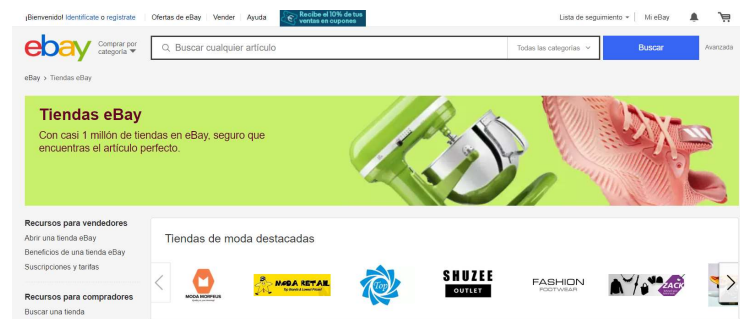 ¡Bienvenido! Identifícate o regístrate Ofertas de eBay Vender Ayuda Recibe el 10% de tus
ventas en cupones
Lista de seguimiento Mi eBay
ebay Comprar por
categoría
Buscar cualquier artículo Todas las categorías Buscar Avanzada
eBay > Tiendas eBay
Tiendas eBay
Con casi 1 millón de tiendas en eBay, seguro que
encuentras el artículo perfecto.
Recursos para vendedores
Abrir una tienda eBay
Beneficios de una tienda eBay
Suscripciones y tarifas
Recursos para compradores
Buscar una tienda
Tiendas de moda destacadas
MODA MORFEUS
MODA RETAIL
Top
SHUZEE
OUTLET
FASHION
FOOTWEAR
ZACK